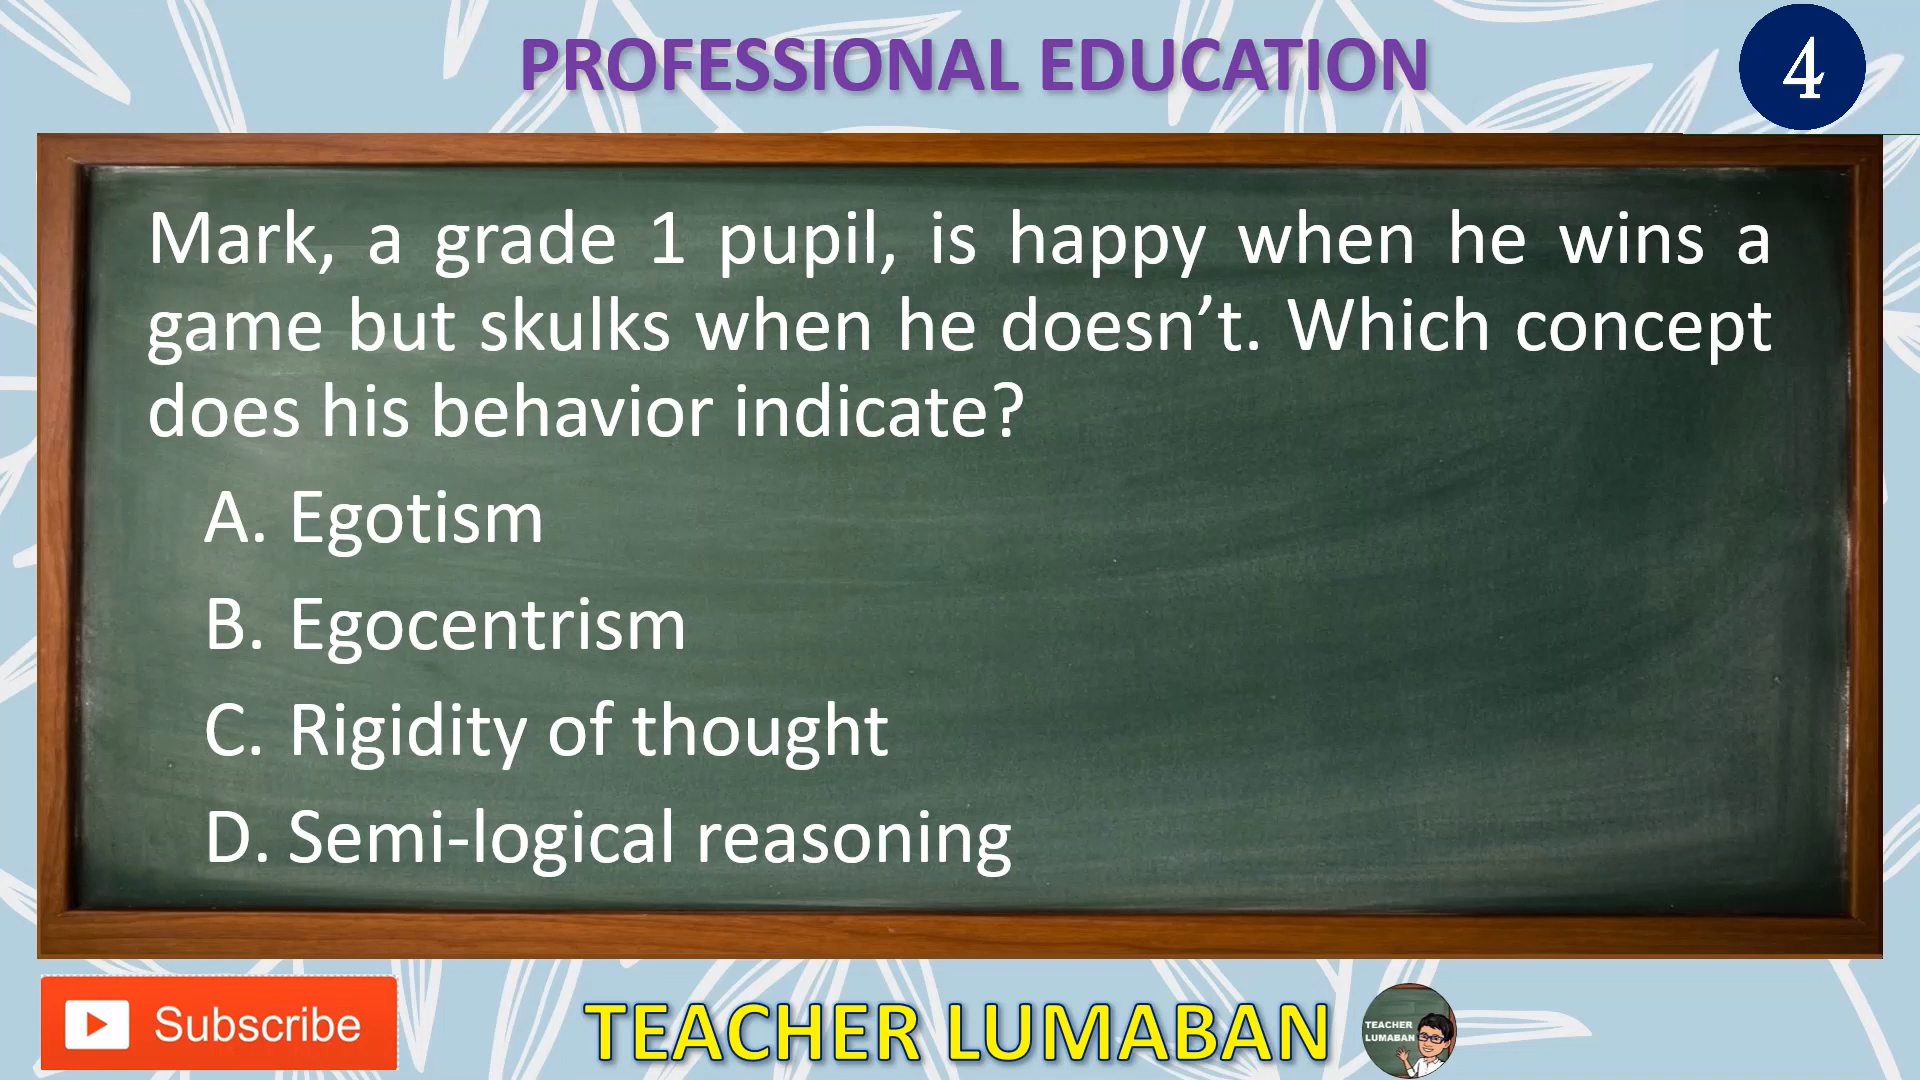 PROFESSIONAL EDUCATION
4
Mark, a grade 1 pupil, is happy when he wins a
game but skulks when he doesn’t. Which concept
does his behavior indicate?
A. Egotism
B. Egocentrism
C. Rigidity of thought
D. Semi-logical reasoning
Subscribe
TEACHER LUMABAN
TEACHER
LUMABAN